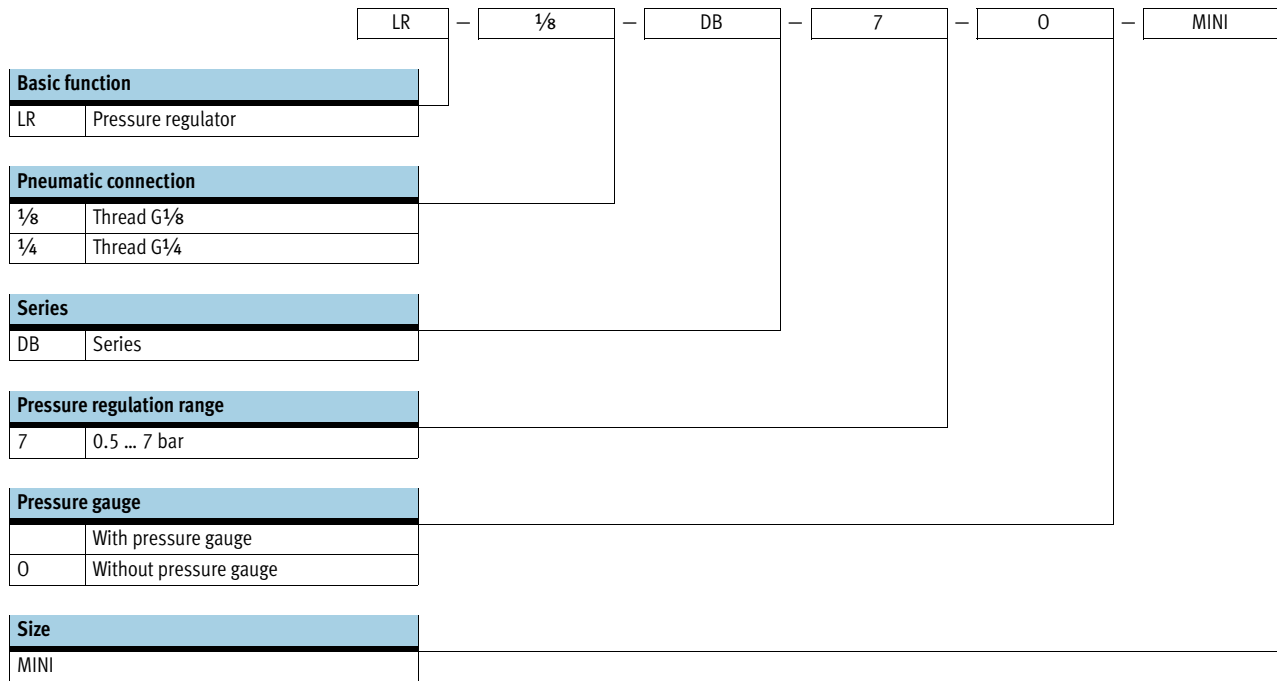 LR – 1/8 – DB – 7 – O – MINI
Basic function
LR Pressure regulator
Pneumatic connection
1/8 Thread G1/8
1/4 Thread G1/4
Series
DB Series
Pressure regulation range
7 0.5 ... 7 bar
Pressure gauge
With pressure gauge
O Without pressure gauge
Size
MINI